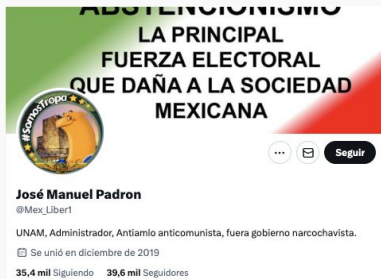 ABSTENCIONISMO
LA PRINCIPAL
FUERZA ELECTORAL
QUE DAÑA A LA SOCIEDAD
MEXICANA
#SomosTropa
Seguir
José Manuel Padron
@Mex_Liber1
UNAM, Administrador, Antiamlo anticomunista, fuera gobierno narcochavista.
Se unió en diciembre de 2019
35,4 mil Siguiendo 39,6 mil Seguidores